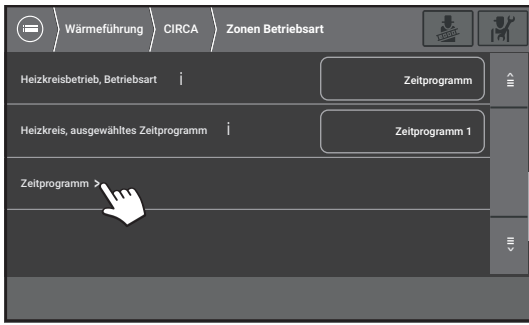 Wärmeführung CIRCA Zonen Betriebsart
Heizkreisbetrieb, Betriebsart i Zeitprogramm
Heizkreis, ausgewähltes Zeitprogramm i Zeitprogramm 1
Zeitprogramm >